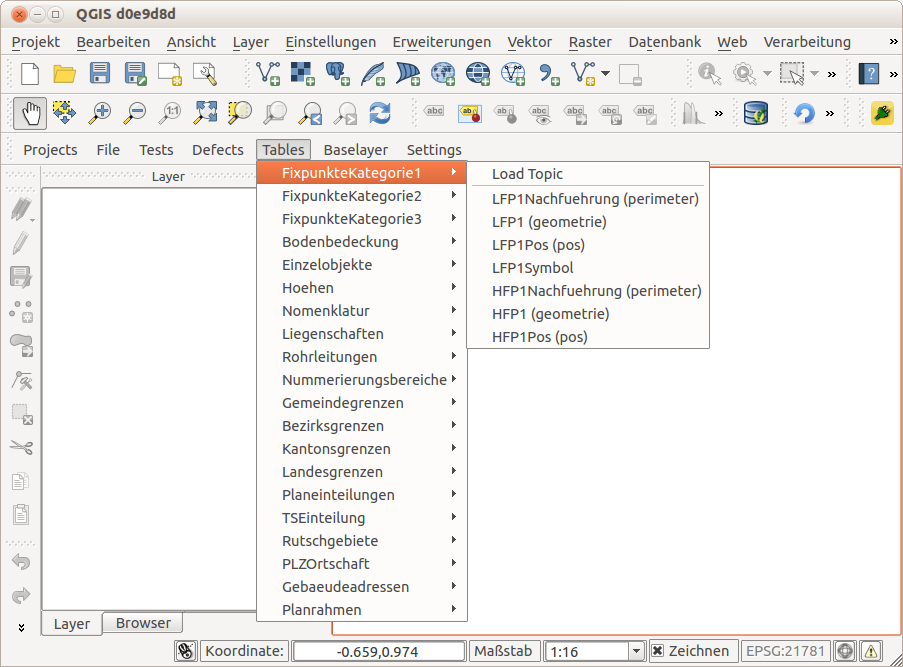 QGIS d0e9d8d
Projekt Bearbeiten Ansicht Layer Einstellungen Erweiterungen Vektor Raster Datenbank Web Verarbeitung »
Projects File Tests Defects Tables Baselayer Settings
Layer
FixpunkteKategorie1
FixpunkteKategorie2
FixpunkteKategorie3
Bodenbedeckung
Einzelobjekte
Hoehen
Nomenklatur
Liegenschaften
Rohrleitungen
Nummerierungsbereiche
Gemeindegrenzen
Bezirksgrenzen
Kantonsgrenzen
Landesgrenzen
Planeinteilungen
TSEinteilung
Rutschgebiete
PLZOrtschaft
Gebaeudeadressen
Planrahmen
Load Topic
LFP1Nachfuehrung (perimeter)
LFP1 (geometrie)
LFP1Pos (pos)
LFP1Symbol
HFP1Nachfuehrung (perimeter)
HFP1 (geometrie)
HFP1Pos (pos)
Layer Browser
Koordinate: -0.659,0.974 Maßstab 1:16 Zeichnen EPSG:21781